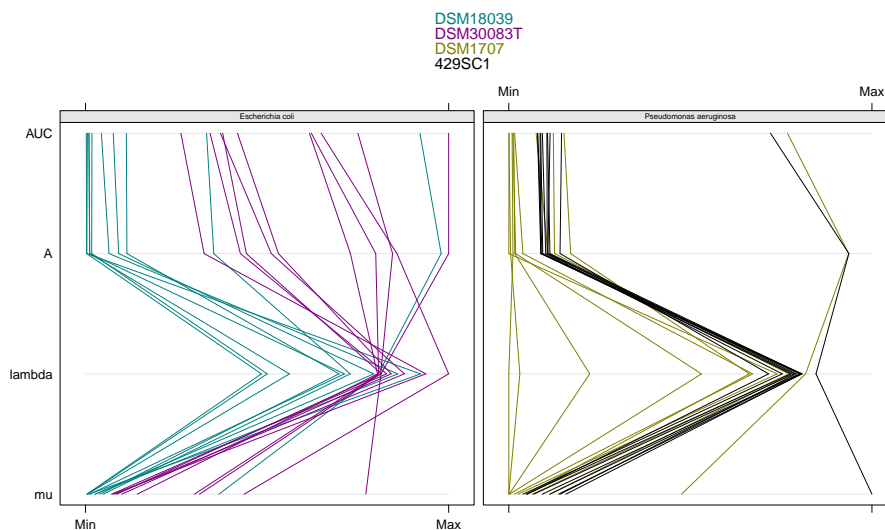 DSM18039
DSM30083T
DSM1707
429SC1
Min Max
Escherichia coli Pseudomonas aeruginosa
AUC
A
lambda
mu
Min Max